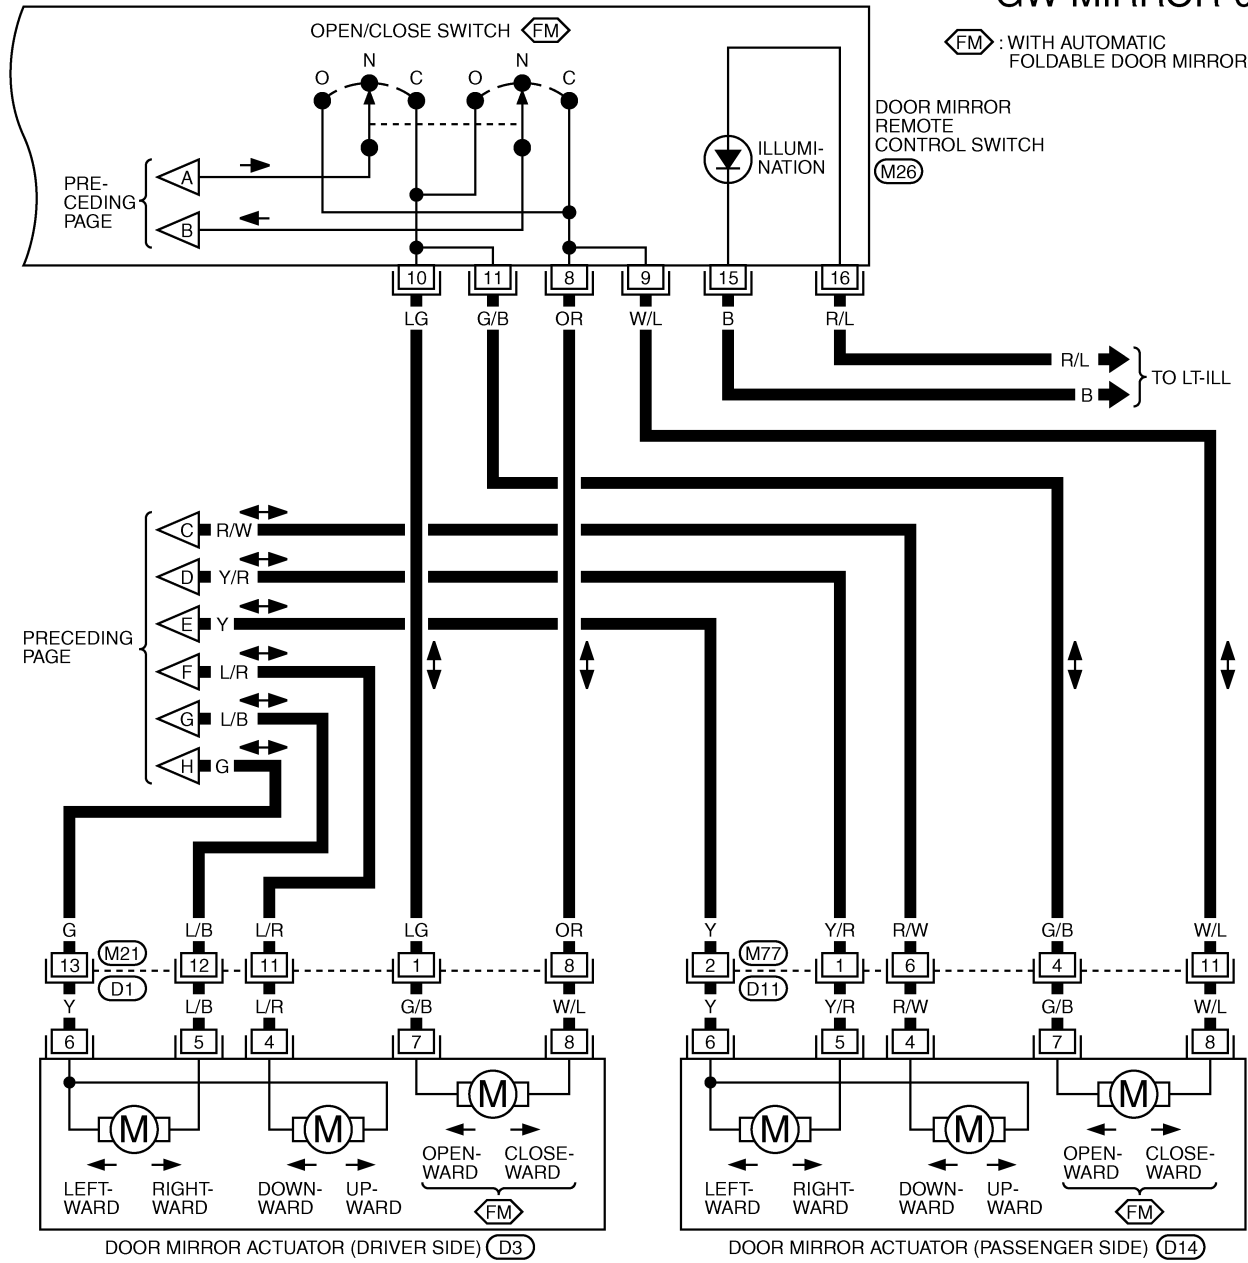 OPEN/CLOSE SWITCH FM
FM : WITH AUTOMATIC
FOLDABLE DOOR MIRROR
O N C O N C
DOOR MIRROR
REMOTE
CONTROL SWITCH
M26
ILLUMI-
NATION
PRE-
CEDING
PAGE
A
B
10 11 8 9 15 16
LG G/B OR W/L B R/L
R/L
B
TO LT-ILL
PRECEDING
PAGE
C R/W
D Y/R
E Y
F L/R
G L/B
H G
G L/B L/R LG OR Y Y/R R/W G/B W/L
M21 M77
13 12 11 1 8 2 1 6 4 11
D1 D11
Y L/B L/R G/B W/L Y Y/R R/W G/B W/L
6 5 4 7 8 6 5 4 7 8
M M M M M M
OPEN-
WARD
CLOSE-
WARD
LEFT-
WARD
RIGHT-
WARD
DOWN-
WARD
UP-
WARD
FM
OPEN-
WARD
CLOSE-
WARD
LEFT-
WARD
RIGHT-
WARD
DOWN-
WARD
UP-
WARD
FM
DOOR MIRROR ACTUATOR (DRIVER SIDE) D3
DOOR MIRROR ACTUATOR (PASSENGER SIDE) D14